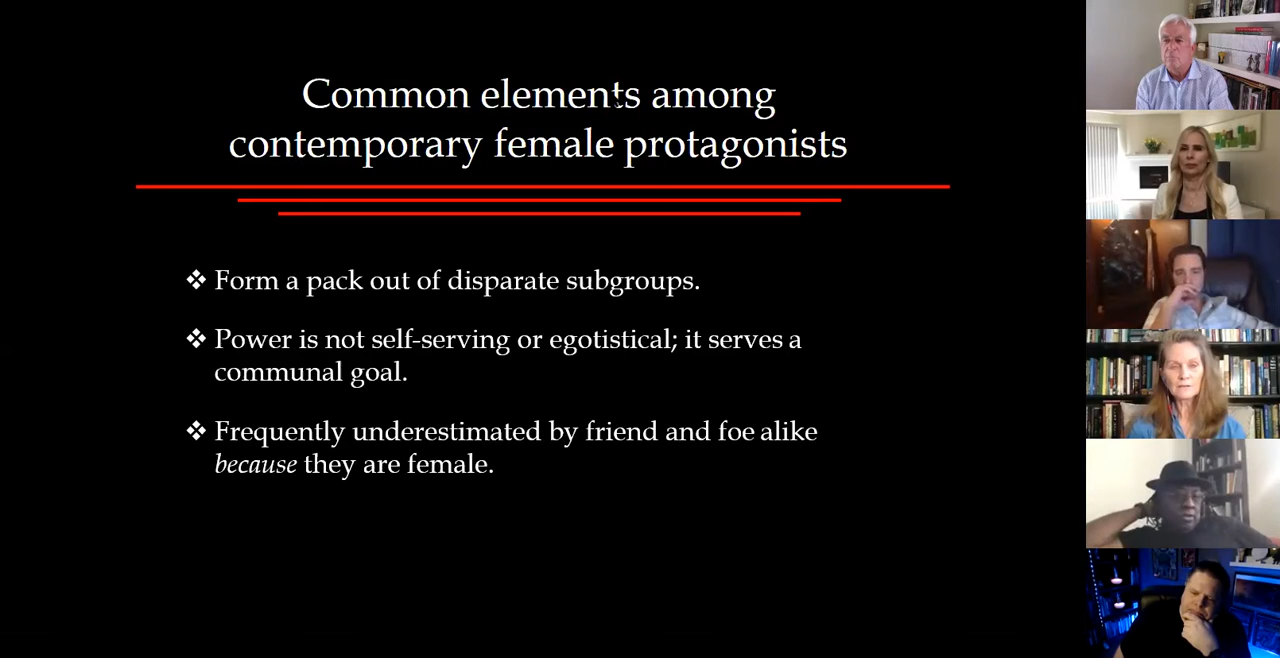 Common elements among
contemporary female protagonists
❖ Form a pack out of disparate subgroups.
❖ Power is not self-serving or egotistical; it serves a
communal goal.
❖ Frequently underestimated by friend and foe alike
because they are female.